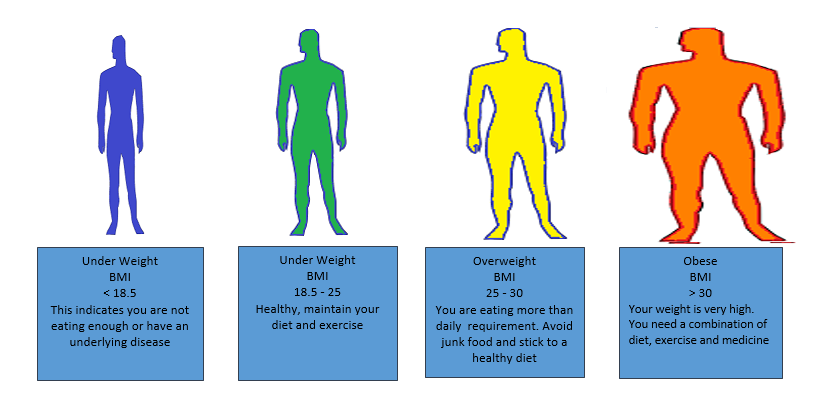 Under Weight
BMI
< 18.5
This indicates you are not
eating enough or have an
underlying disease
Under Weight
BMI
18.5 - 25
Healthy, maintain your
diet and exercise
Overweight
BMI
25 - 30
You are eating more than
daily requirement. Avoid
junk food and stick to a
healthy diet
Obese
BMI
> 30
Your weight is very high.
You need a combination of
diet, exercise and medicine